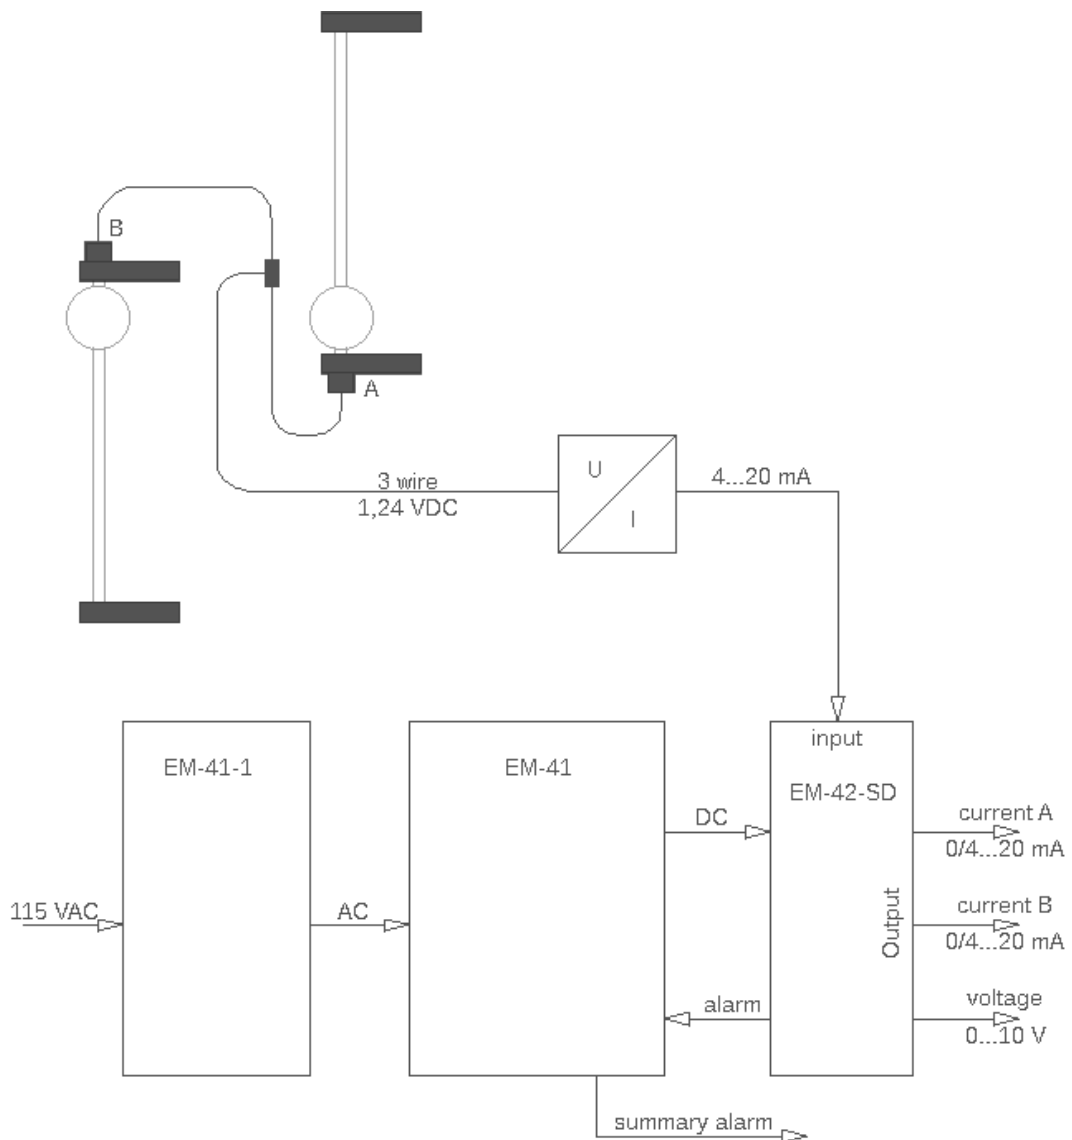 B
A
3 wire
1,24 VDC
U
I
4...20 mA
input
EM-41-1
EM-41
EM-42-SD
DC
current A
0/4...20 mA
115 VAC
AC
Output
current B
0/4...20 mA
alarm
voltage
0...10 V
summary alarm